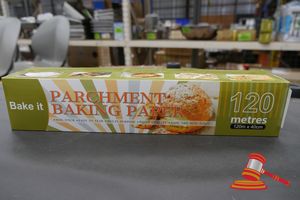 Bake it
PARCHMENT
BAKING PAPER
120
metres
120m x 40cm